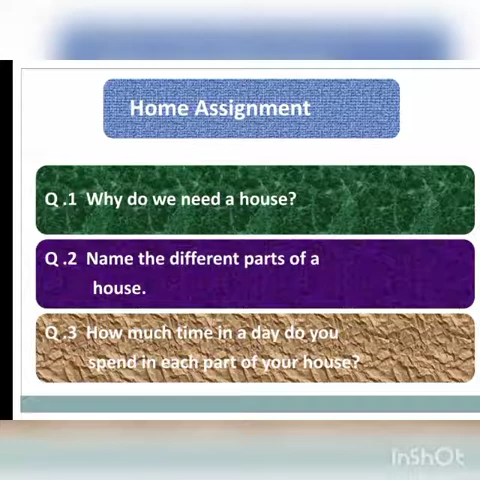 Home Assignment
Q .1 Why do we need a house?
Q .2 Name the different parts of a
house.
Q .3 How much time in a day do you
spend in each part of your house?
InShOt